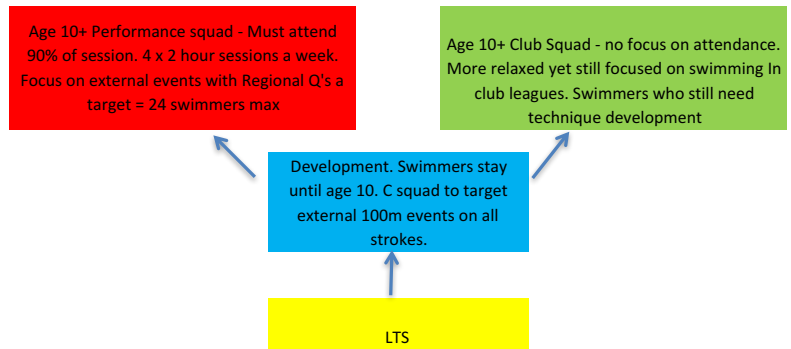 Age 10+ Performance squad - Must attend
90% of session. 4 x 2 hour sessions a week.
Focus on external events with Regional Q's a
target = 24 swimmers max
Age 10+ Club Squad - no focus on attendance.
More relaxed yet still focused on swimming In
club leagues. Swimmers who still need
technique development
Development. Swimmers stay
until age 10. C squad to target
external 100m events on all
strokes.
LTS